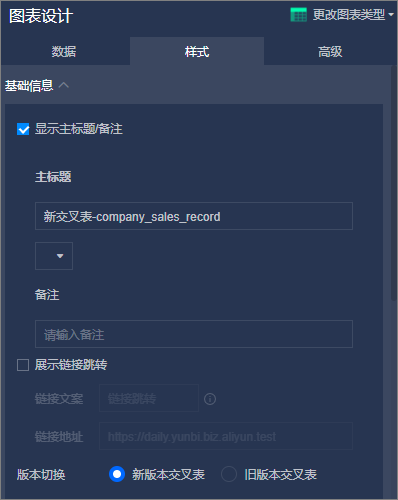 图表设计 更改图表类型
数据 样式 高级
基础信息
显示主标题/备注
主标题
新交叉表-company_sales_record
备注
请输入备注
展示链接跳转
链接文案 链接跳转
链接地址 https://daily.yunbi.biz.aliyun.test
版本切换 新版本交叉表 旧版本交叉表